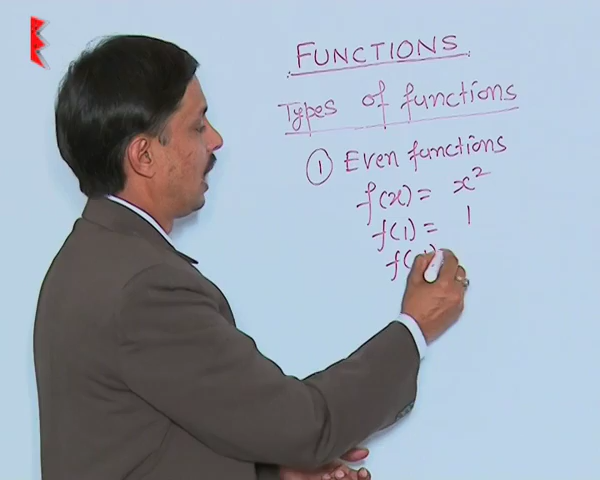 FUNCTIONS
Types of functions
① Even functions
f(x) = x²
f(1) = 1
f(